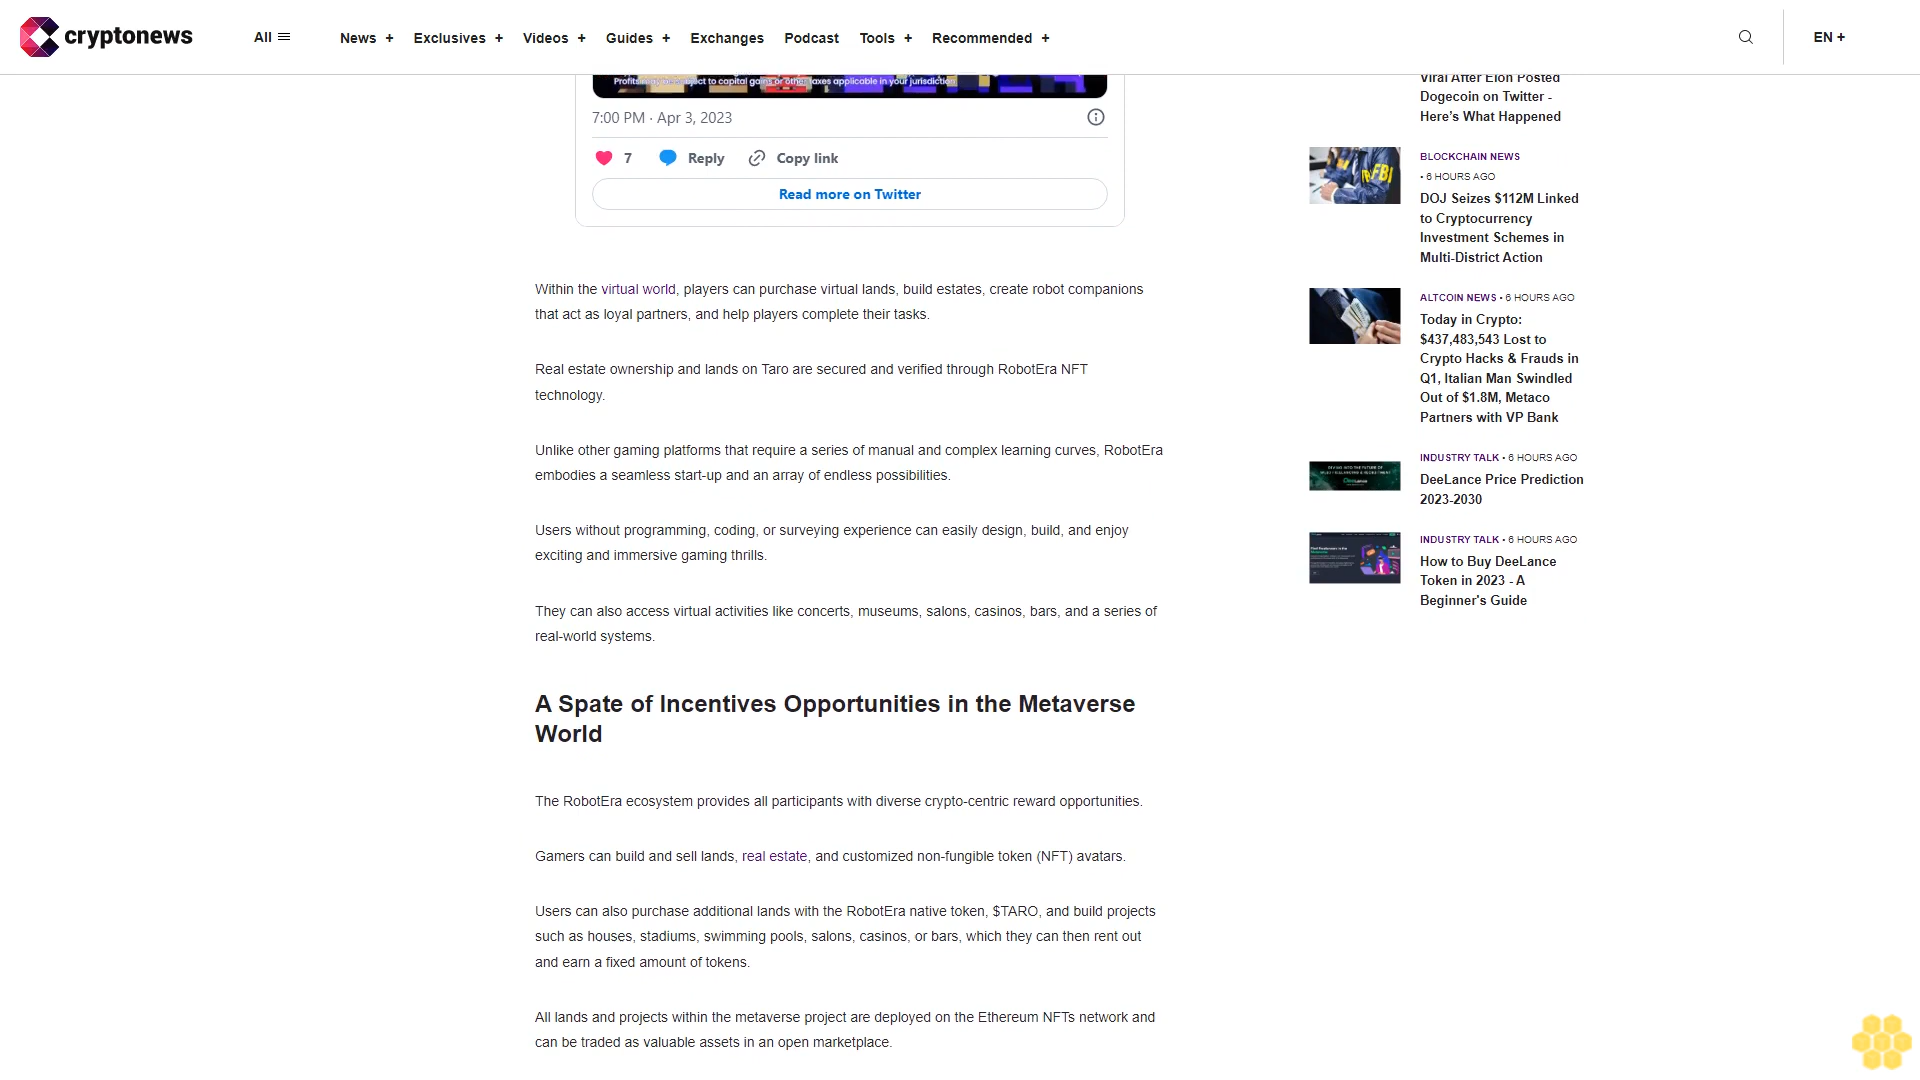 cryptonews
All
News +
Exclusives +
Videos +
Guides +
Exchanges
Podcast
Tools +
Recommended +
EN +
Profits may be subject to capital gains or other taxes applicable in your jurisdiction.
7:00 PM · Apr 3, 2023
7
Reply
Copy link
Read more on Twitter
Within the virtual world, players can purchase virtual lands, build estates, create robot companions
that act as loyal partners, and help players complete their tasks.
Real estate ownership and lands on Taro are secured and verified through RobotEra NFT
technology.
Unlike other gaming platforms that require a series of manual and complex learning curves, RobotEra
embodies a seamless start-up and an array of endless possibilities.
Users without programming, coding, or surveying experience can easily design, build, and enjoy
exciting and immersive gaming thrills.
They can also access virtual activities like concerts, museums, salons, casinos, bars, and a series of
real-world systems.
A Spate of Incentives Opportunities in the Metaverse
World
The RobotEra ecosystem provides all participants with diverse crypto-centric reward opportunities.
Gamers can build and sell lands, real estate, and customized non-fungible token (NFT) avatars.
Users can also purchase additional lands with the RobotEra native token, $TARO, and build projects
such as houses, stadiums, swimming pools, salons, casinos, or bars, which they can then rent out
and earn a fixed amount of tokens.
All lands and projects within the metaverse project are deployed on the Ethereum NFTs network and
can be traded as valuable assets in an open marketplace.
Viral After Elon Posted
Dogecoin on Twitter -
Here's What Happened
FBI
BLOCKCHAIN NEWS
• 6 HOURS AGO
DOJ Seizes $112M Linked
to Cryptocurrency
Investment Schemes in
Multi-District Action
ALTCOIN NEWS • 6 HOURS AGO
Today in Crypto:
$437,483,543 Lost to
Crypto Hacks & Frauds in
Q1, Italian Man Swindled
Out of $1.8M, Metaco
Partners with VP Bank
INDUSTRY TALK • 6 HOURS AGO
DeeLance Price Prediction
2023-2030
INDUSTRY TALK • 6 HOURS AGO
How to Buy DeeLance
Token in 2023 - A
Beginner's Guide